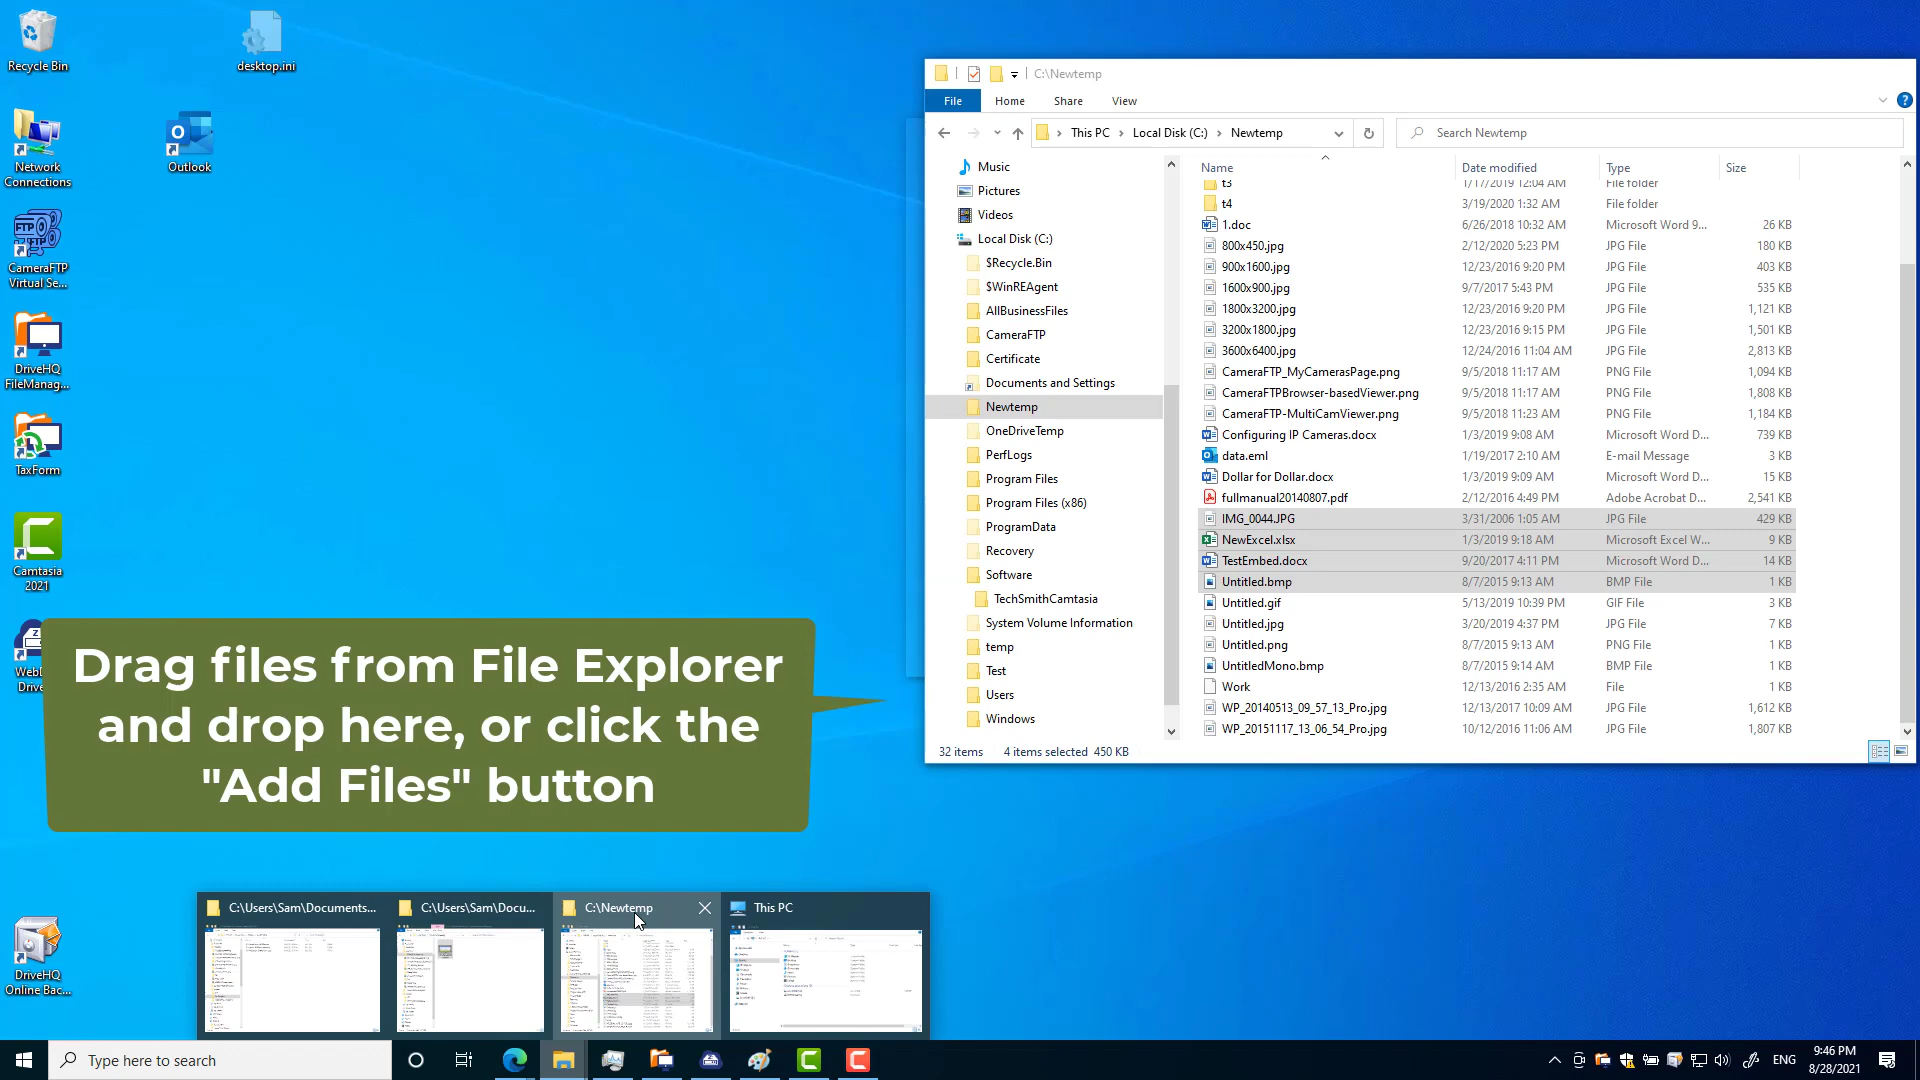 Recycle Bin
desktop.ini
Network
Connections
Outlook
CameraFTP
Virtual Se...
DriveHQ
FileManag...
TaxForm
Camtasia
2021
DriveHQ
Online Bac...
Drag files from File Explorer
and drop here, or click the
"Add Files" button
C:\Newtemp
File Home Share View
This PC Local Disk (C:) Newtemp
Search Newtemp
Music
Pictures
Videos
Local Disk (C:)
$Recycle.Bin
$WinREAgent
AllBusinessFiles
CameraFTP
Certificate
Documents and Settings
Newtemp
OneDriveTemp
PerfLogs
Program Files
Program Files (x86)
ProgramData
Recovery
Software
TechSmithCamtasia
System Volume Information
temp
Test
Users
Windows
Name Date modified Type Size
t3 1/17/2019 12:04 AM File folder
t4 3/19/2020 1:32 AM File folder
1.doc 6/26/2018 10:32 AM Microsoft Word 9... 26 KB
800x450.jpg 2/12/2020 5:23 PM JPG File 180 KB
900x1600.jpg 12/23/2016 9:20 PM JPG File 403 KB
1600x900.jpg 9/7/2017 5:43 PM JPG File 535 KB
1800x3200.jpg 12/23/2016 9:20 PM JPG File 1,121 KB
3200x1800.jpg 12/23/2016 9:15 PM JPG File 1,501 KB
3600x6400.jpg 12/24/2016 11:04 AM JPG File 2,813 KB
CameraFTP_MyCamerasPage.png 9/5/2018 11:17 AM PNG File 1,094 KB
CameraFTPBrowser-basedViewer.png 9/5/2018 11:17 AM PNG File 1,808 KB
CameraFTP-MultiCamViewer.png 9/5/2018 11:23 AM PNG File 1,184 KB
Configuring IP Cameras.docx 1/3/2019 9:08 AM Microsoft Word D... 739 KB
data.eml 1/19/2017 2:10 AM E-mail Message 3 KB
Dollar for Dollar.docx 1/3/2019 9:09 AM Microsoft Word D... 15 KB
fullmanual20140807.pdf 2/12/2016 4:49 PM Adobe Acrobat D... 2,541 KB
IMG_0044.JPG 3/31/2006 1:05 AM JPG File 429 KB
NewExcel.xlsx 1/3/2019 9:18 AM Microsoft Excel W... 9 KB
TestEmbed.docx 9/20/2017 4:11 PM Microsoft Word D... 14 KB
Untitled.bmp 8/7/2015 9:13 AM BMP File 1 KB
Untitled.gif 5/13/2019 10:39 PM GIF File 3 KB
Untitled.jpg 3/20/2019 4:37 PM JPG File 7 KB
Untitled.png 8/7/2015 9:13 AM PNG File 1 KB
UntitledMono.bmp 8/7/2015 9:14 AM BMP File 1 KB
Work 12/13/2016 2:35 AM File 1 KB
WP_20140513_09_57_13_Pro.jpg 12/13/2017 10:09 AM JPG File 1,612 KB
WP_20151117_13_06_54_Pro.jpg 10/12/2016 11:06 AM JPG File 1,807 KB
32 items 4 items selected 450 KB
C:\Users\Sam\Documents... C:\Users\Sam\Docu... C:\Newtemp This PC
Type here to search
ENG
9:46 PM
8/28/2021